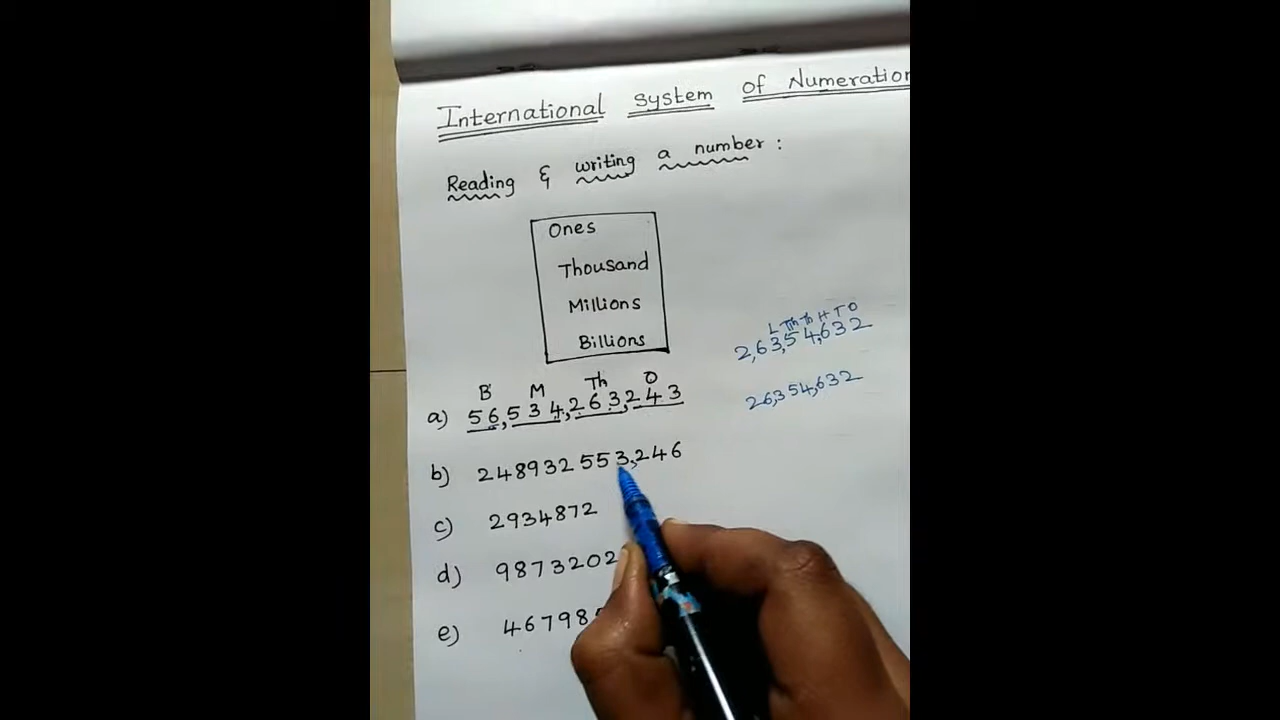 International system of Numeration
Reading & writing a number :
Ones
Thousand
Millions
Billions
L TTh Th H T O
2,63,54,632
26,354,632
B M Th O
a) 56,534,263,243
b) 248932553,246
c) 2934872
d) 9873202
e) 46798